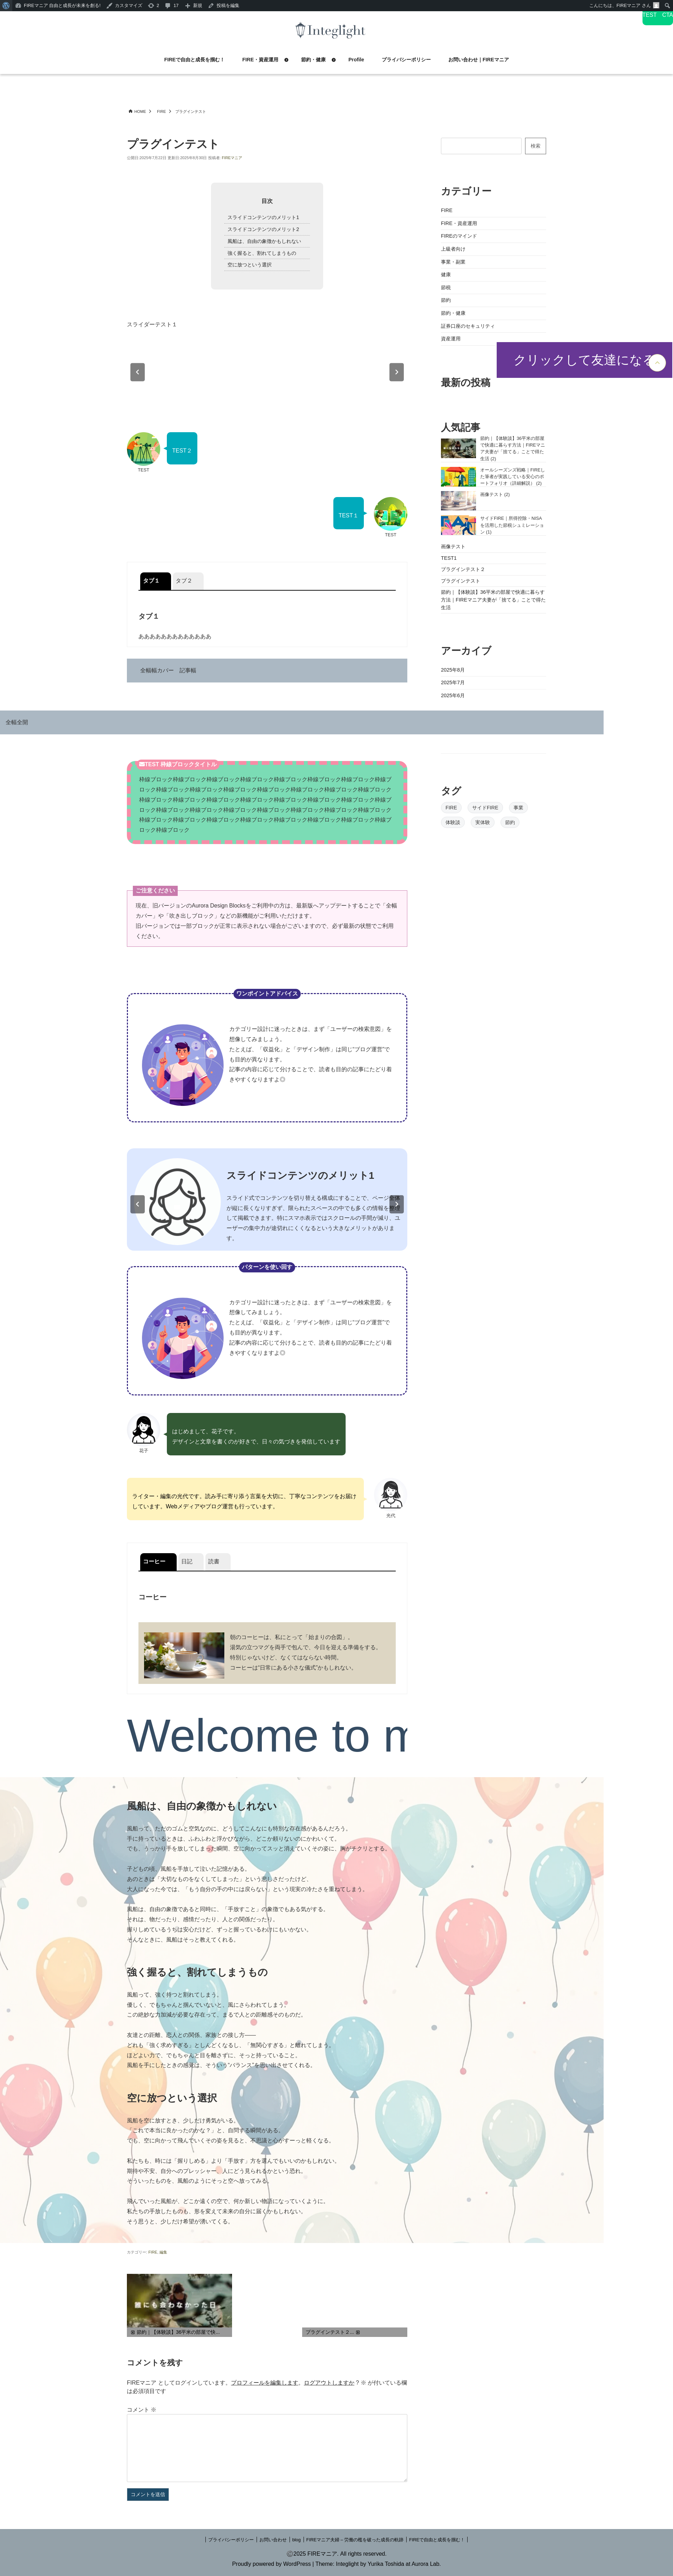 FIREマニア 自由と成長が未来を創る!
カスタマイズ
2
17
新規
投稿を編集
こんにちは、FIREマニア さん
TEST CTA
Integlight
FIREで自由と成長を掴む！
FIRE・資産運用
節約・健康
Profile
プライバシーポリシー
お問い合わせ | FIREマニア
HOME
FIRE
プラグインテスト
プラグインテスト
投稿者: FIREマニア
目次
スライドコンテンツのメリット1
スライドコンテンツのメリット2
風船は、自由の象徴かもしれない
強く握ると、割れてしまうもの
空に放つという選択
スライダーテスト１
TEST２
TEST
TEST１
TEST
タブ１
タブ２
タブ１
あああああああああああああ
全幅幅カバー　記事幅
全幅全開
TEST 枠線ブロックタイトル
枠線ブロック枠線ブロック枠線ブロック枠線ブロック枠線ブロック枠線ブロック枠線ブロック枠線ブ
ロック枠線ブロック枠線ブロック枠線ブロック枠線ブロック枠線ブロック枠線ブロック枠線ブロック
枠線ブロック枠線ブロック枠線ブロック枠線ブロック枠線ブロック枠線ブロック枠線ブロック枠線ブ
ロック枠線ブロック枠線ブロック枠線ブロック枠線ブロック枠線ブロック枠線ブロック枠線ブロック
枠線ブロック枠線ブロック枠線ブロック枠線ブロック枠線ブロック枠線ブロック枠線ブロック枠線ブ
ロック枠線ブロック
ご注意ください
現在、旧バージョンのAurora Design Blocksをご利用中の方は、最新版へアップデートすることで「全幅
カバー」や「吹き出しブロック」などの新機能がご利用いただけます。
旧バージョンでは一部ブロックが正常に表示されない場合がございますので、必ず最新の状態でご利用
ください。
ワンポイントアドバイス
カテゴリー設計に迷ったときは、まず「ユーザーの検索意図」を
想像してみましょう。
たとえば、「収益化」と「デザイン制作」は同じ“ブログ運営”で
も目的が異なります。
記事の内容に応じて分けることで、読者も目的の記事にたどり着
きやすくなりますよ◎
スライドコンテンツのメリット1
スライド式でコンテンツを切り替える構成にすることで、ページ全体
が縦に長くなりすぎず、限られたスペースの中でも多くの情報を整理
して掲載できます。特にスマホ表示ではスクロールの手間が減り、ユ
ーザーの集中力が途切れにくくなるという大きなメリットがありま
す。
パターンを使い回す
カテゴリー設計に迷ったときは、まず「ユーザーの検索意図」を
想像してみましょう。
たとえば、「収益化」と「デザイン制作」は同じ“ブログ運営”で
も目的が異なります。
記事の内容に応じて分けることで、読者も目的の記事にたどり着
きやすくなりますよ◎
はじめまして、花子です。
デザインと文章を書くのが好きで、日々の気づきを発信しています
花子
ライター・編集の光代です。読み手に寄り添う言葉を大切に、丁寧なコンテンツをお届け
しています。Webメディアやブログ運営も行っています。
光代
コーヒー
日記
読書
コーヒー
朝のコーヒーは、私にとって「始まりの合図」。
湯気の立つマグを両手で包んで、今日を迎える準備をする。
特別じゃないけど、なくてはならない時間。
コーヒーは“日常にある小さな儀式”かもしれない。
Welcome to m
風船は、自由の象徴かもしれない
風船って、ただのゴムと空気なのに、どうしてこんなにも特別な存在感があるんだろう。
手に持っているときは、ふわふわと浮かびながら、どこか頼りないのにかわいくて。
でも、うっかり手を放してしまった瞬間、空に向かってスッと消えていくその姿に、胸がチクリとする。
子どもの頃、風船を手放して泣いた記憶がある。
あのときは「大切なものをなくしてしまった」という悲しさだったけど、
大人になった今では、「もう自分の手の中には戻らない」という現実の冷たさを重ねてしまう。
風船は、自由の象徴であると同時に、「手放すこと」の象徴でもある気がする。
それは、物だったり、感情だったり、人との関係だったり。
握りしめているうちは安心だけど、ずっと握っているわけにもいかない。
そんなときに、風船はそっと教えてくれる。
強く握ると、割れてしまうもの
風船って、強く持つと割れてしまう。
優しく、でもちゃんと掴んでいないと、風にさらわれてしまう。
この絶妙な力加減が必要な存在って、まるで人との距離感そのものだ。
友達との距離、恋人との関係、家族との接し方――
どれも「強く求めすぎる」としんどくなるし、「無関心すぎる」と離れてしまう。
ほどよい力で、でもちゃんと目を離さずに、そっと持っていること。
風船を手にしたときの感覚は、そういう“バランス”を思い出させてくれる。
空に放つという選択
風船を空に放すとき、少しだけ勇気がいる。
「これで本当に良かったのかな？」と、自問する瞬間がある。
でも、空に向かって飛んでいくその姿を見ると、不思議と心がすーっと軽くなる。
私たちも、時には「握りしめる」より「手放す」方を選んでもいいのかもしれない。
期待や不安、自分へのプレッシャー、人にどう見られるかという恐れ。
そういったものを、風船のようにそっと空へ放ってみる。
飛んでいった風船が、どこか遠くの空で、何か新しい物語になっていくように。
私たちの手放したものも、形を変えて未来の自分に届くかもしれない。
そう思うと、少しだけ希望が湧いてくる。
カテゴリー: FIRE, 編集
誰にも会わなかった日。
節約｜【体験談】36平米の部屋で快...
プラグインテスト２...
コメントを残す
FIREマニア としてログインしています。プロフィールを編集します。ログアウトしますか？ ※ が付いている欄
は必須項目です
コメント ※
コメントを送信
検索
カテゴリー
FIRE
FIRE・資産運用
FIREのマインド
上級者向け
事業・副業
健康
節税
節約
節約・健康
証券口座のセキュリティ
資産運用
クリックして友達になる
最新の投稿
人気記事
節約｜【体験談】36平米の部屋
で快適に暮らす方法｜FIREマニ
ア夫妻が「捨てる」ことで得た
生活 (2)
オールシーズンズ戦略｜FIREし
た筆者が実践している安心のポ
ートフォリオ（詳細解説） (2)
画像テスト (2)
サイドFIRE｜所得控除・NISA
を活用した節税シュミレーショ
ン (1)
画像テスト
TEST1
プラグインテスト２
プラグインテスト
節約｜【体験談】36平米の部屋で快適に暮らす
方法｜FIREマニア夫妻が「捨てる」ことで得た
生活
アーカイブ
2025年8月
2025年7月
2025年6月
タグ
FIRE
サイドFIRE
事業
体験談
実体験
節約
プライバシーポリシー
お問い合わせ
blog
FIREマニア夫婦 – 労働の檻を破った成長の軌跡
FIREで自由と成長を掴む！
Ⓒ2025 FIREマニア. All rights reserved.
Proudly powered by WordPress | Theme: Integlight by Yurika Toshida at Aurora Lab.